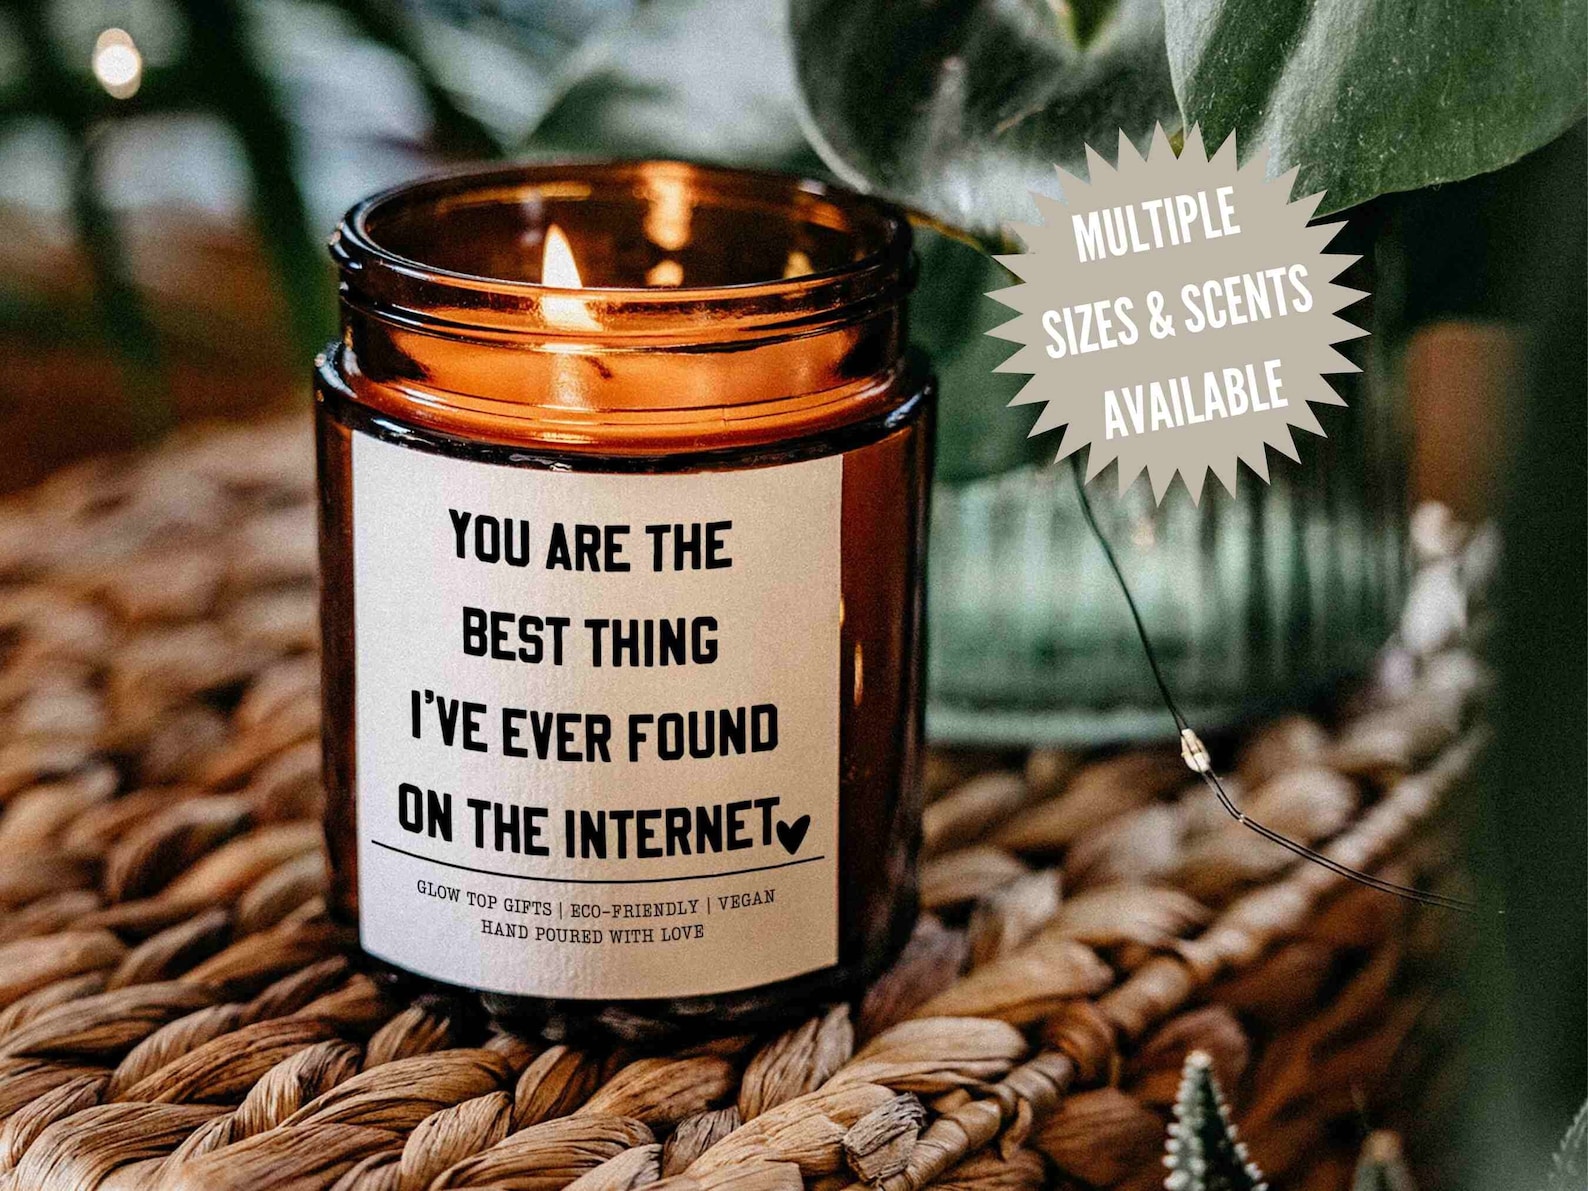 YOU ARE THE
BEST THING
I'VE EVER FOUND
ON THE INTERNET
GLOW TOP GIFTS | ECO-FRIENDLY | VEGAN
HAND POURED WITH LOVE
MULTIPLE
SIZES & SCENTS
AVAILABLE